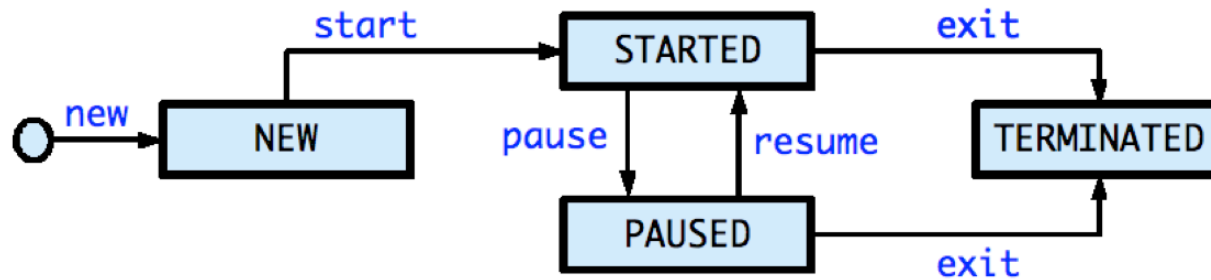 start
exit
STARTED
new
NEW
pause
resume
TERMINATED
PAUSED
exit